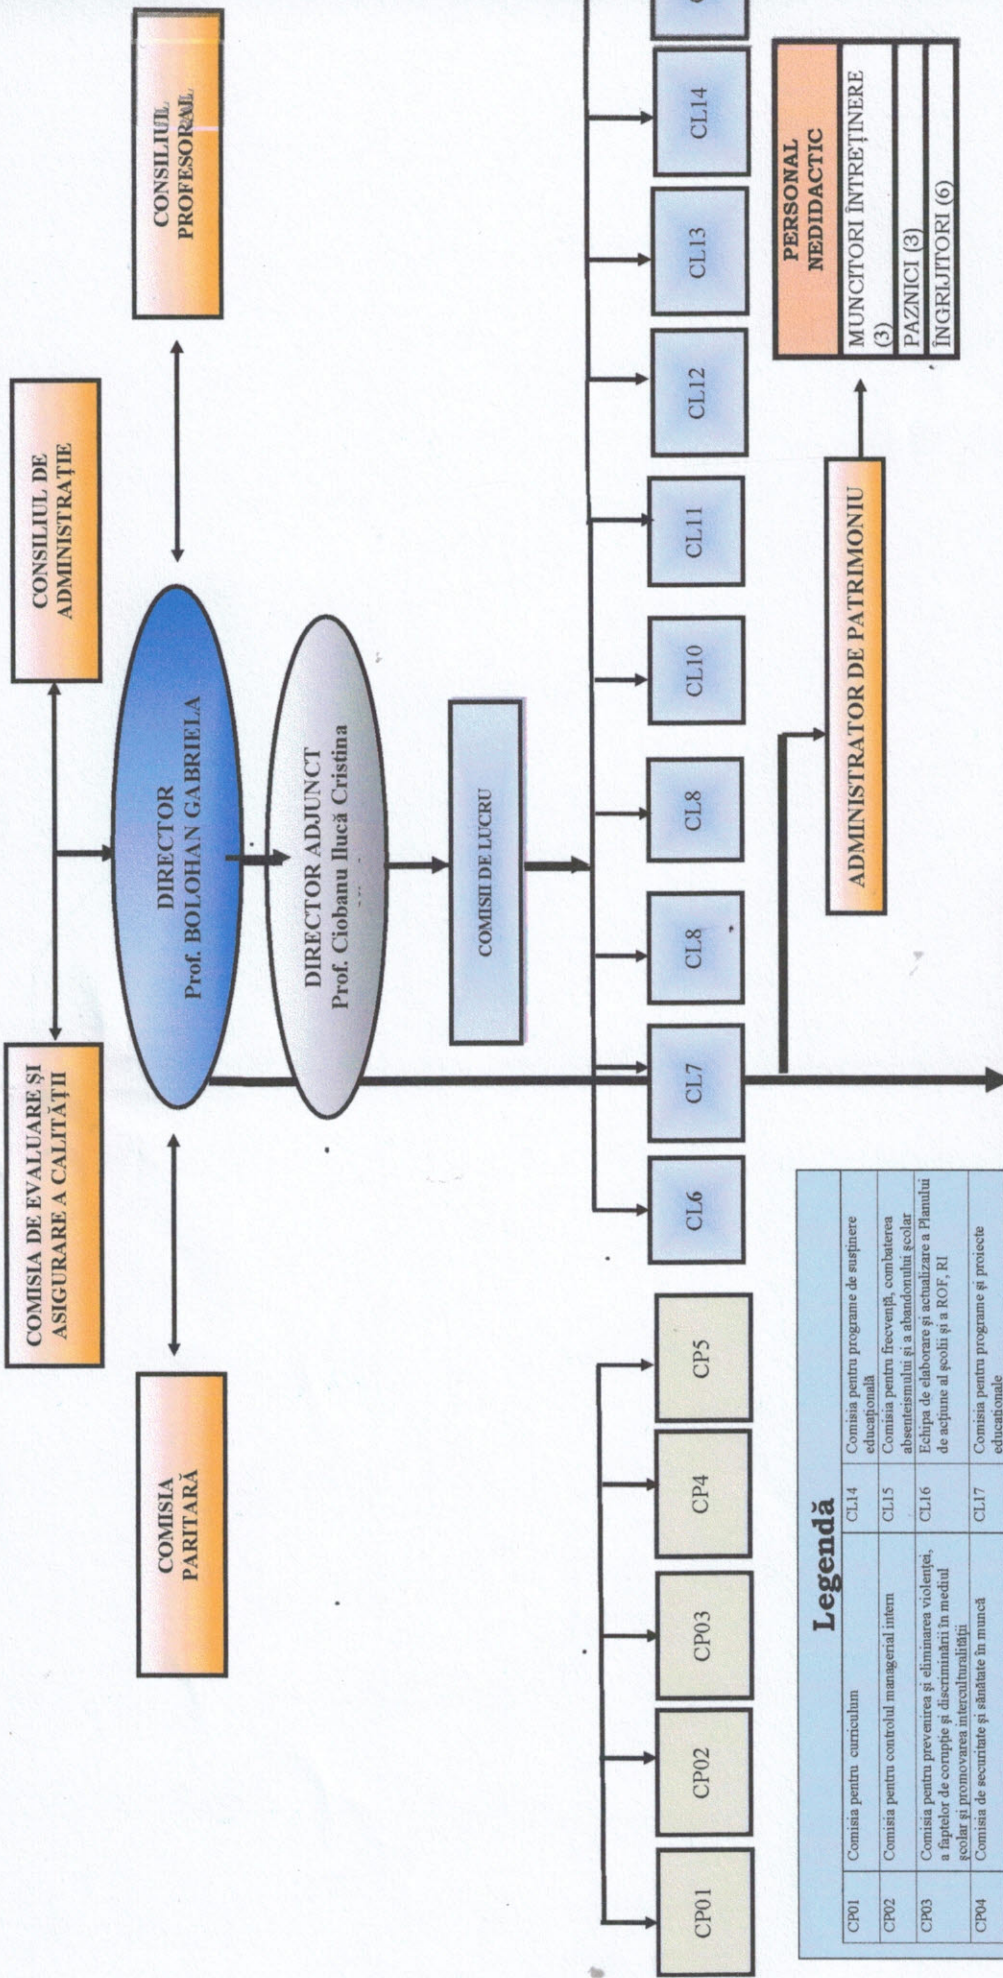 COMISIA DE EVALUARE ȘI
ASIGURARE A CALITĂȚII
CONSILIUL DE
ADMINISTRAȚIE
COMISIA
PARITARĂ
DIRECTOR
Prof. BOLOHAN GABRIELA
CONSILIUL
PROFESORAL
DIRECTOR ADJUNCT
Prof. Ciobanu Ilucă Cristina
COMISII DE LUCRU
CP01
CP02
CP03
CP4
CP5
CL6
CL7
CL8
CL8
CL10
CL11
CL12
CL13
CL14
ADMINISTRATOR DE PATRIMONIU
PERSONAL
NEDIDACTIC
MUNCITORI ÎNTREȚINERE
(3)
PAZNICI (3)
ÎNGRIJITORI (6)
Legendă
CP01 Comisia pentru curriculum CL14 Comisia pentru programe de susținere
educațională
CP02 Comisia pentru controlul managerial intern CL15 Comisia pentru frecvență, combaterea
absenteismului și a abandonului școlar
CP03 Comisia pentru prevenirea și eliminarea violenței, CL16 Echipa de elaborare și actualizare a Planului
a faptelor de corupție și discriminării în mediul de acțiune al școlii și a ROF, RI
școlar și promovarea interculturalității
CP04 Comisia de securitate și sănătate în muncă CL17 Comisia pentru programe și proiecte
educaționale